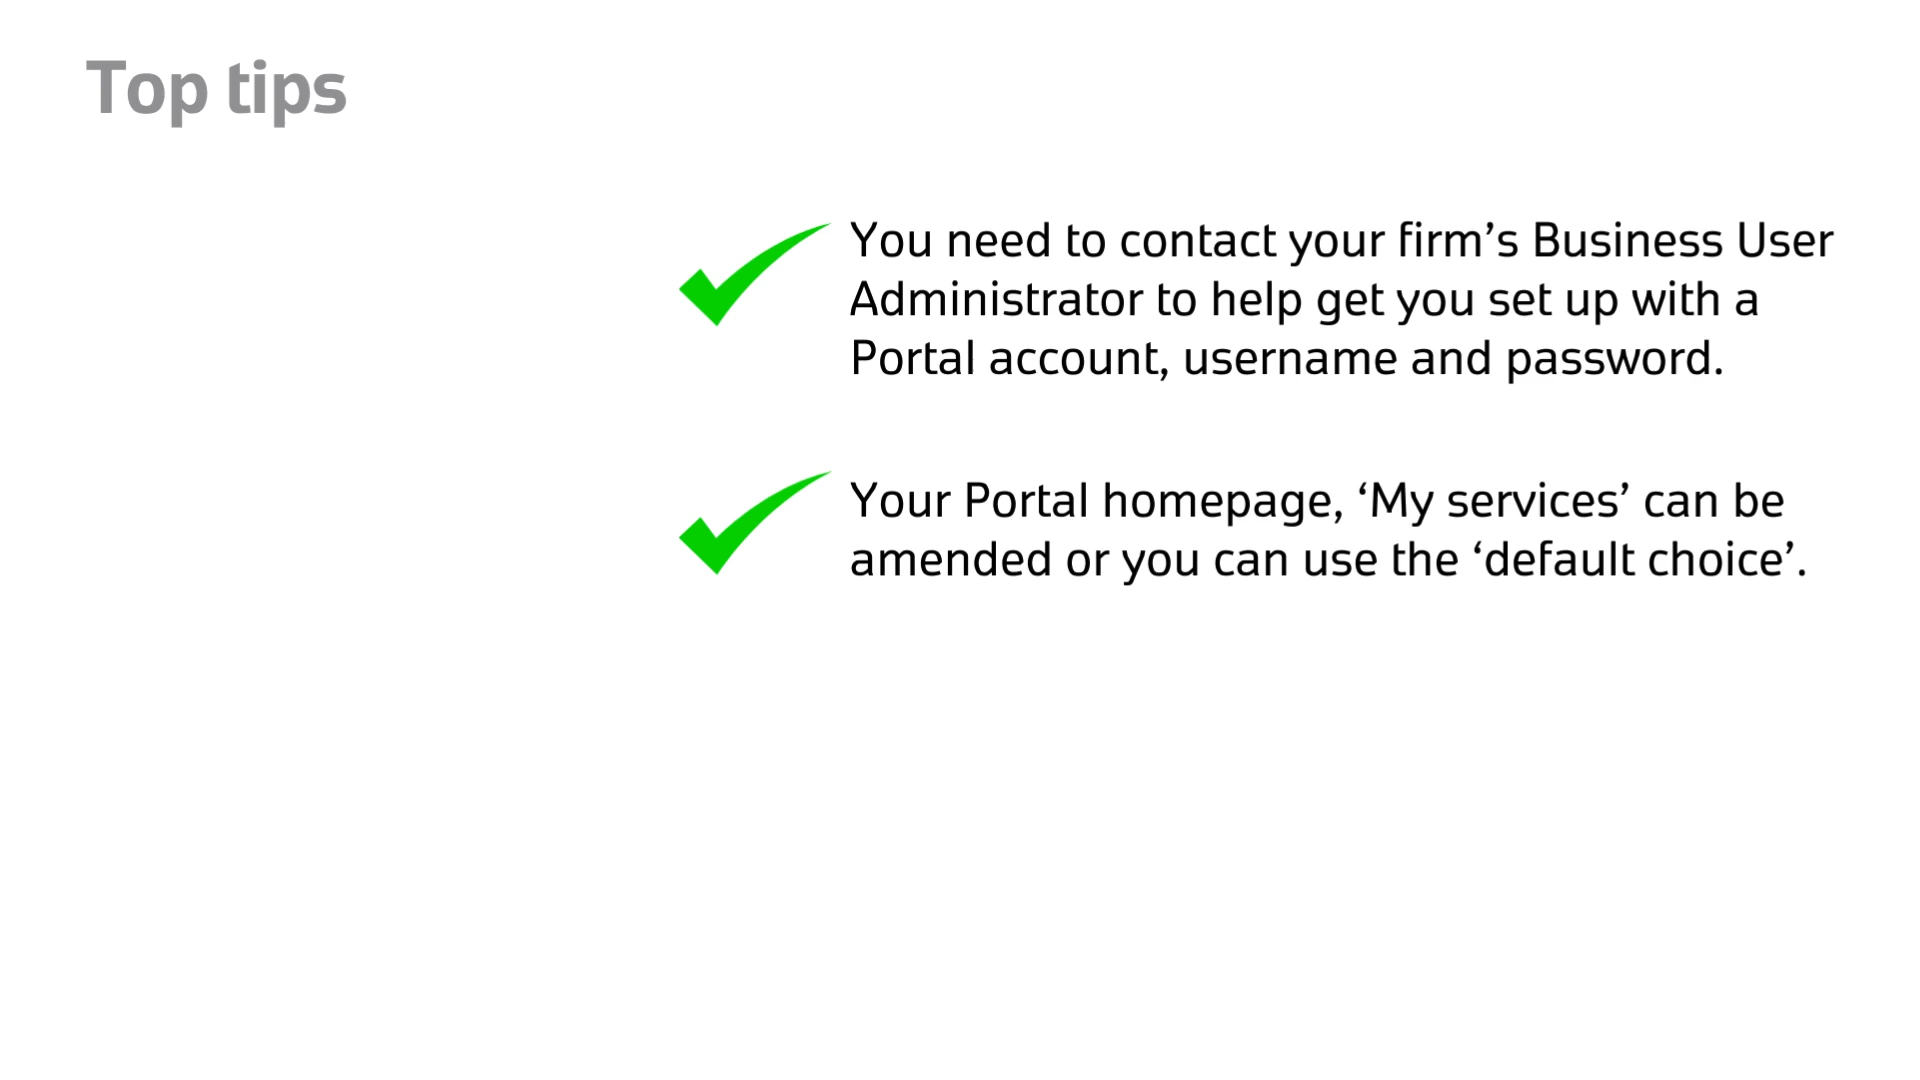 Top tips
You need to contact your firm’s Business User
Administrator to help get you set up with a
Portal account, username and password.
Your Portal homepage, ‘My services’ can be
amended or you can use the ‘default choice’.